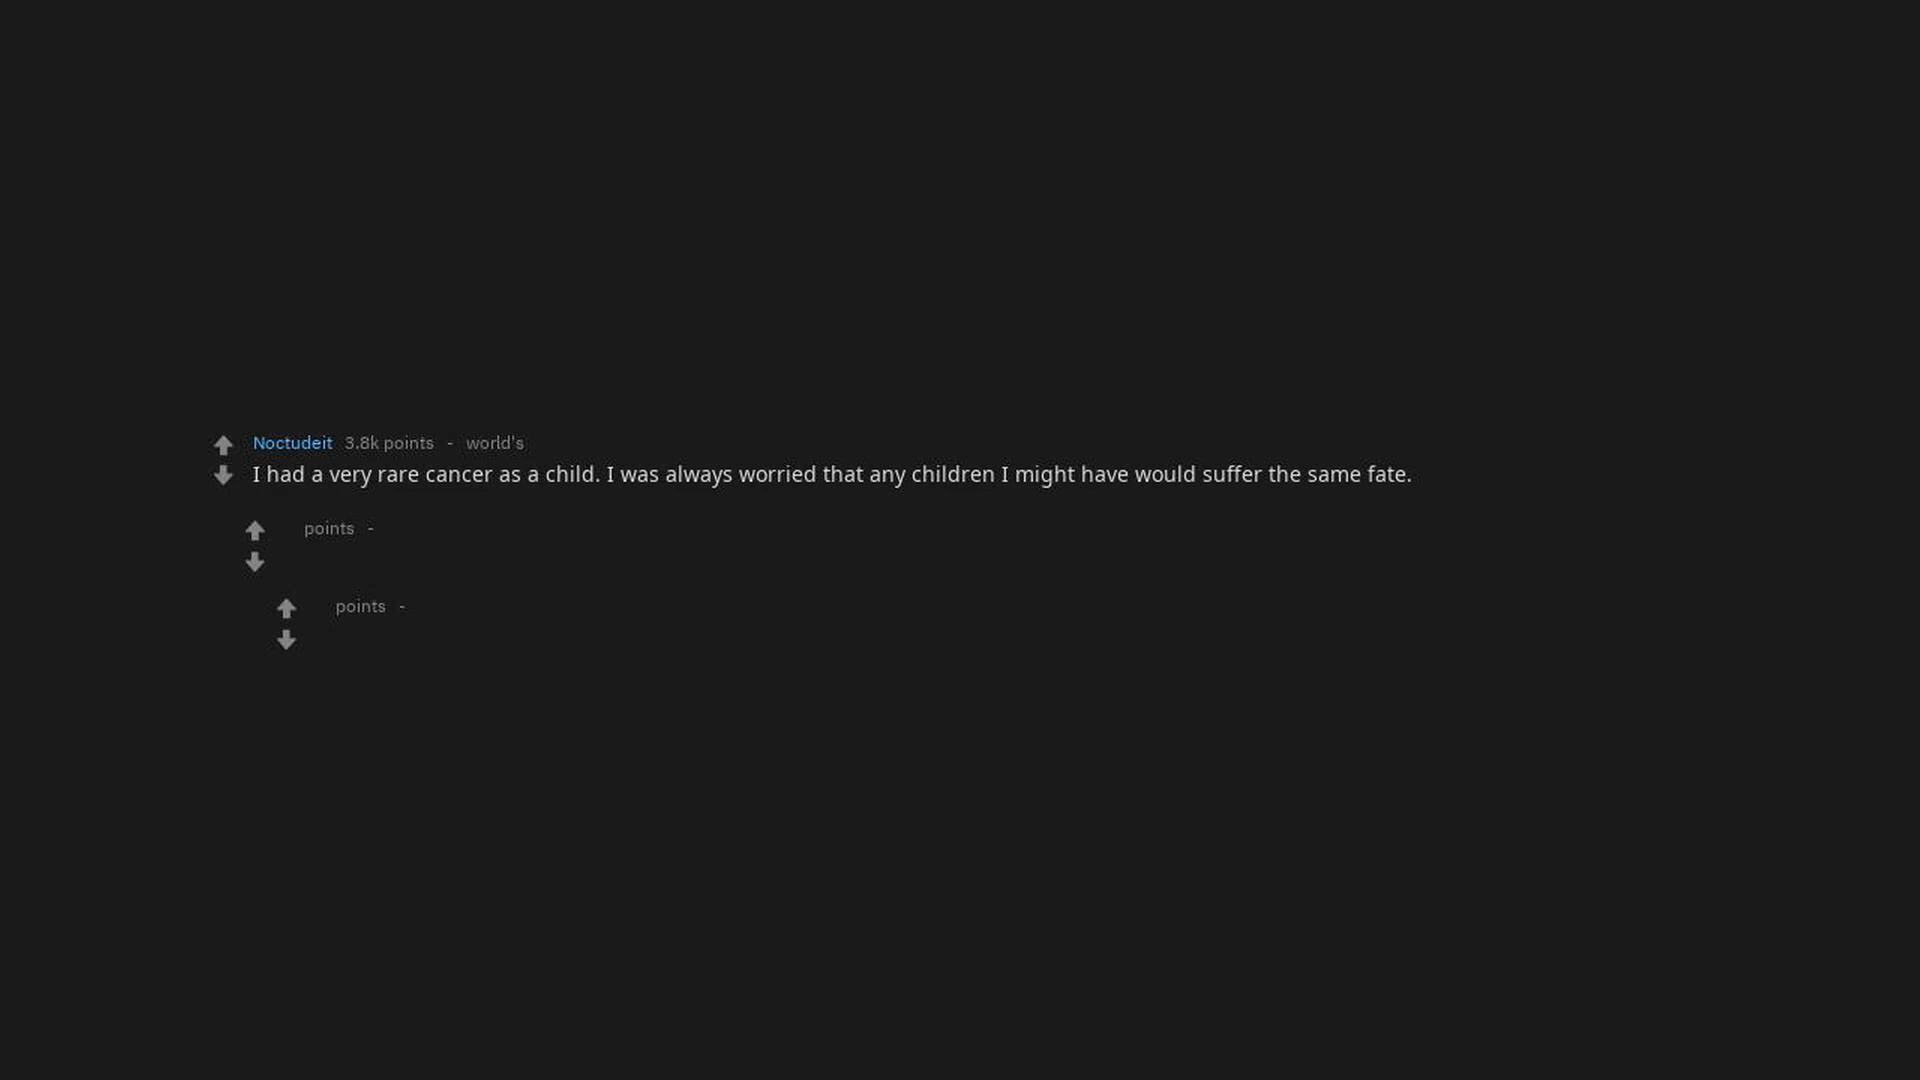 Noctudeit 3.8k points - world's
I had a very rare cancer as a child. I was always worried that any children I might have would suffer the same fate.
points -
points -